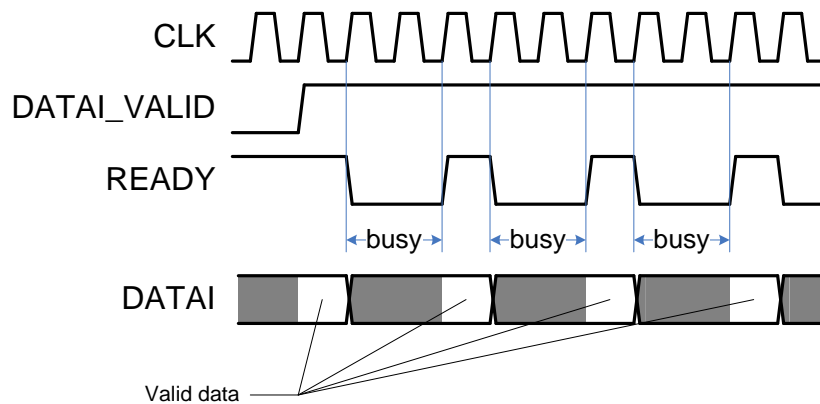 CLK
DATAI_VALID
READY
busy busy busy
DATAI
Valid data